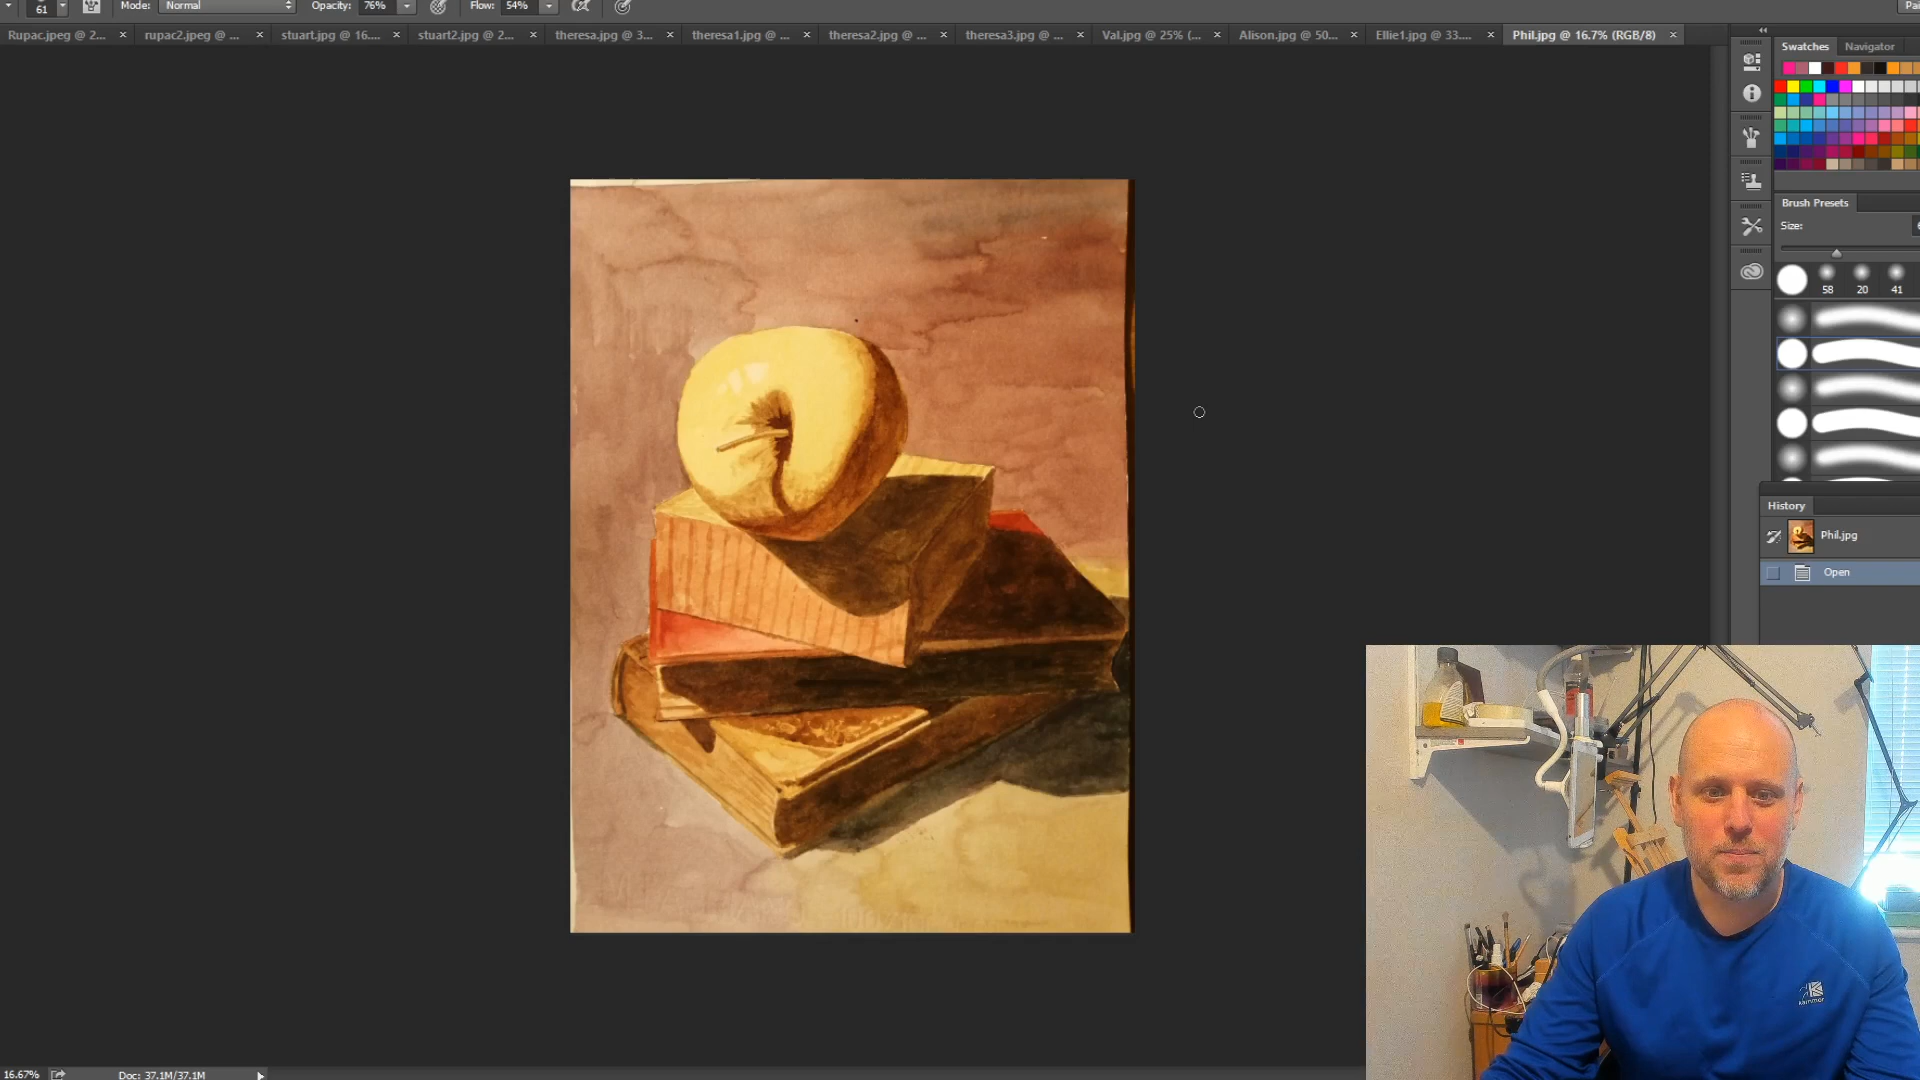 61 Mode: Normal Opacity: 76% Flow: 54%
Rupac.jpeg @ 2... rupac2.jpeg @ ... stuart.jpg @ 16.... stuart2.jpg @ 2... theresa.jpg @ 3... theresa1.jpg @ ... theresa2.jpg @ ... theresa3.jpg @ ... Val.jpg @ 25% (... Alison.jpg @ 50... Ellie1.jpg @ 33.... Phil.jpg @ 16.7% (RGB/8)
Swatches Navigator
Brush Presets
Size:
58 20 41
History
Phil.jpg
Open
karrimor
16.67% Doc: 37.1M/37.1M